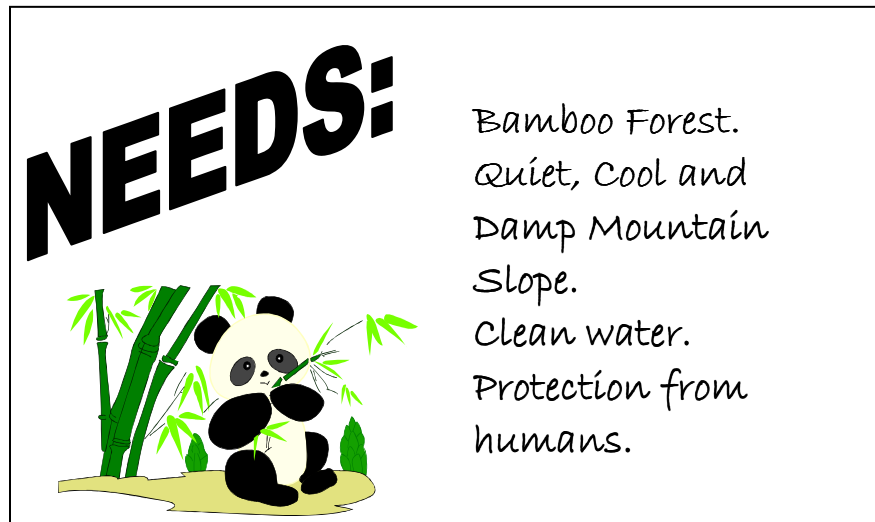 NEEDS:
Bamboo Forest.
Quiet, Cool and
Damp Mountain
Slope.
Clean water.
Protection from
humans.